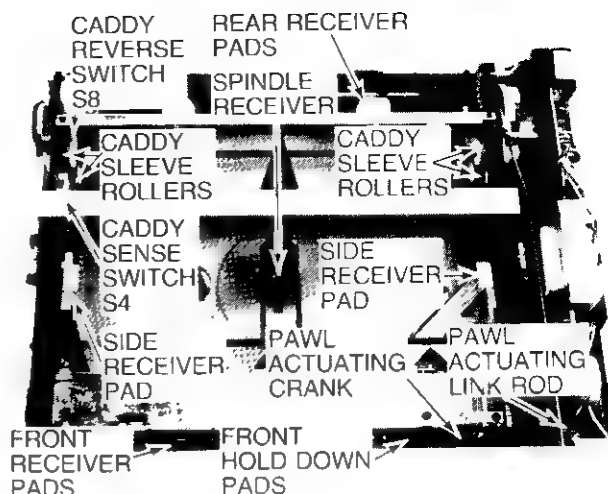 CADDY
REVERSE
SWITCH
S8
REAR RECEIVER
PADS
SPINDLE
RECEIVER
CADDY
SLEEVE
ROLLERS
CADDY
SLEEVE
ROLLERS
CADDY
SENSE
SWITCH
S4
SIDE
RECEIVER
PAD
SIDE
RECEIVER
PAD
PAWL
ACTUATING
CRANK
PAWL
ACTUATING
LINK ROD
FRONT
RECEIVER
PADS
FRONT
HOLD DOWN
PADS